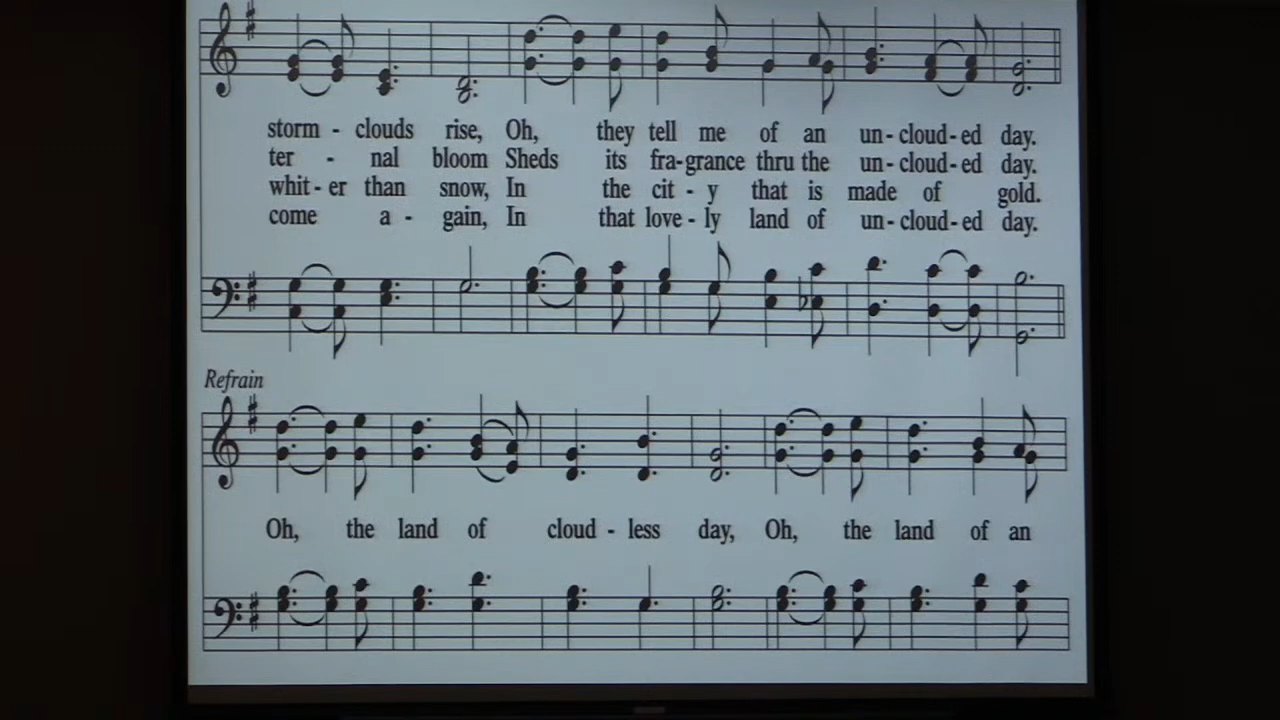 storm - clouds rise, Oh, they tell me of an un - cloud - ed day.
ter - nal bloom Sheds its fra - grance thru the un - cloud - ed day.
whit - er than snow, In the cit - y that is made of gold.
come a - gain, In that love - ly land of un - cloud - ed day.
Refrain
Oh, the land of cloud - less day, Oh, the land of an